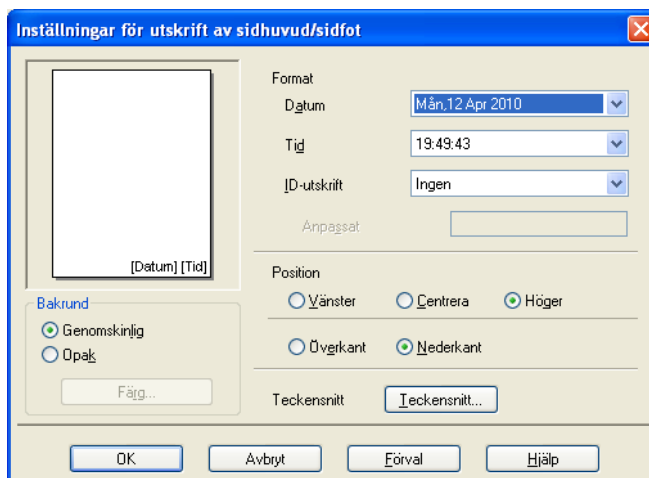 Inställningar för utskrift av sidhuvud/sidfot
[Datum] [Tid]
Bakrund
Genomskinlig
Opak
Färg...
Format
Datum Mån,12 Apr 2010
Tid 19:49:43
ID-utskrift Ingen
Anpassat
Position
Vänster Centrera Höger
Överkant Nederkant
Teckensnitt Teckensnitt...
OK Avbryt Förval Hjälp